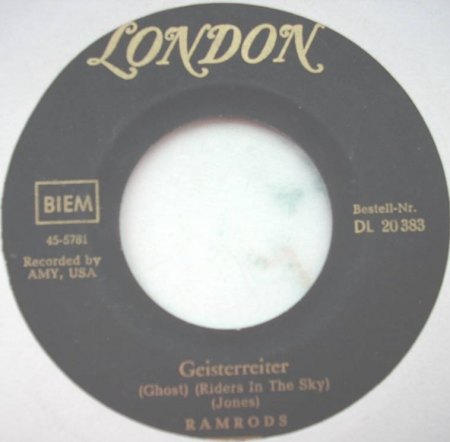 LONDON
BIEM
45-5781
Recorded by
AMY, USA
Bestell-Nr.
DL 20 383
Geisterreiter
(Ghost) (Riders In The Sky)
(Jones)
RAMRODS